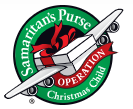 Samaritan's Purse
OPERATION
Christmas Child
®